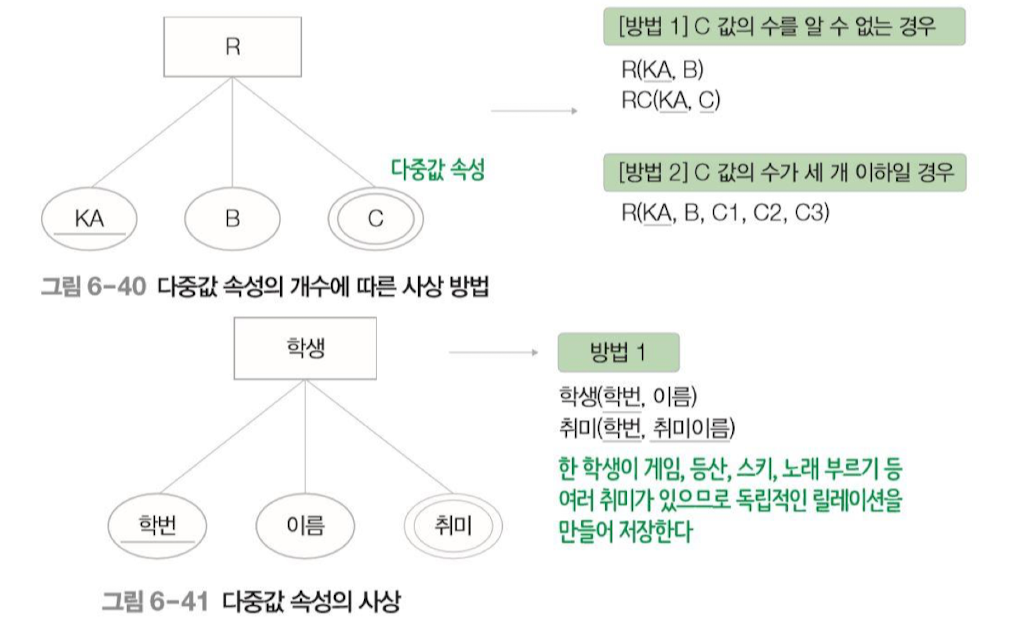 R
[방법 1] C 값의 수를 알 수 없는 경우
R(KA, B)
RC(KA, C)
다중값 속성
[방법 2] C 값의 수가 세 개 이하일 경우
R(KA, B, C1, C2, C3)
KA
B
C
그림 6-40 다중값 속성의 개수에 따른 사상 방법
학생
방법 1
학생(학번, 이름)
취미(학번, 취미이름)
한 학생이 게임, 등산, 스키, 노래 부르기 등
여러 취미가 있으므로 독립적인 릴레이션을
만들어 저장한다
학번
이름
취미
그림 6-41 다중값 속성의 사상